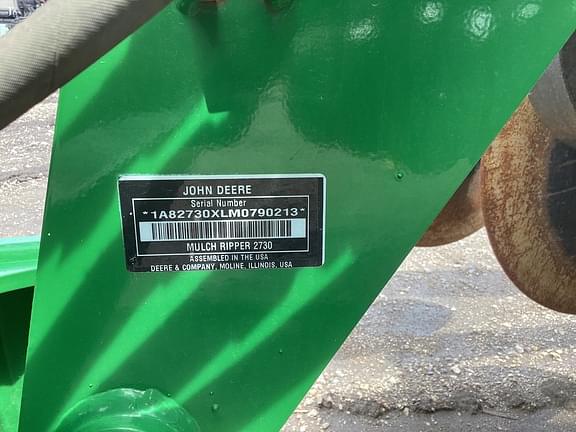 JOHN DEERE
Serial Number
*1A82730XLM0790213*
MULCH RIPPER 2730
ASSEMBLED IN THE USA
DEERE & COMPANY, MOLINE, ILLINOIS, USA